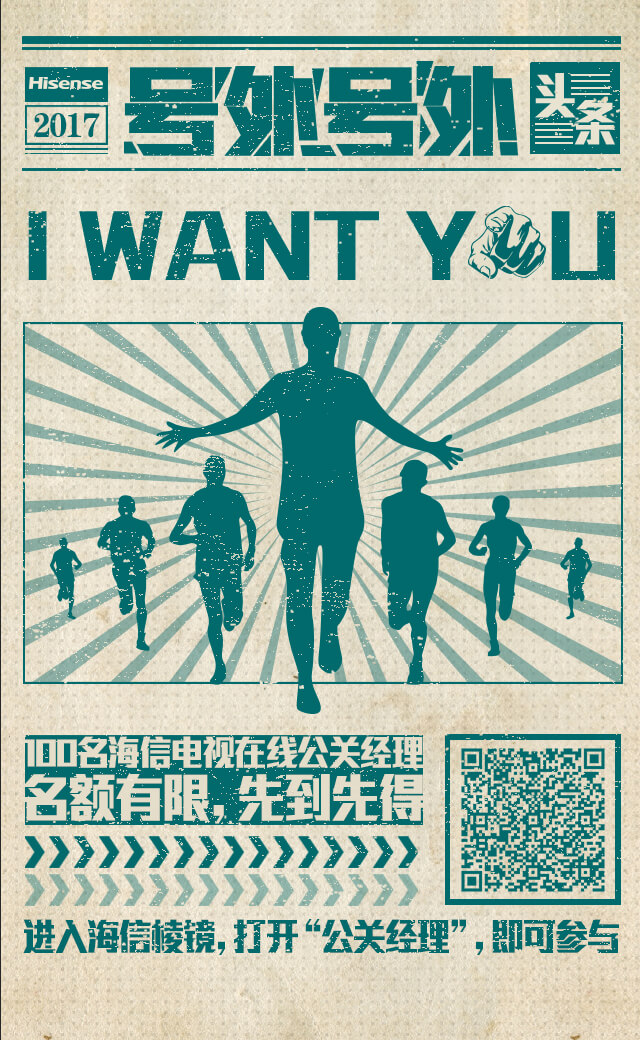 Hisense
2017
号外号外
头条
I WANT YOU
100名海信电视在线公关经理
名额有限，先到先得
进入海信棱镜，打开“公关经理”，即可参与